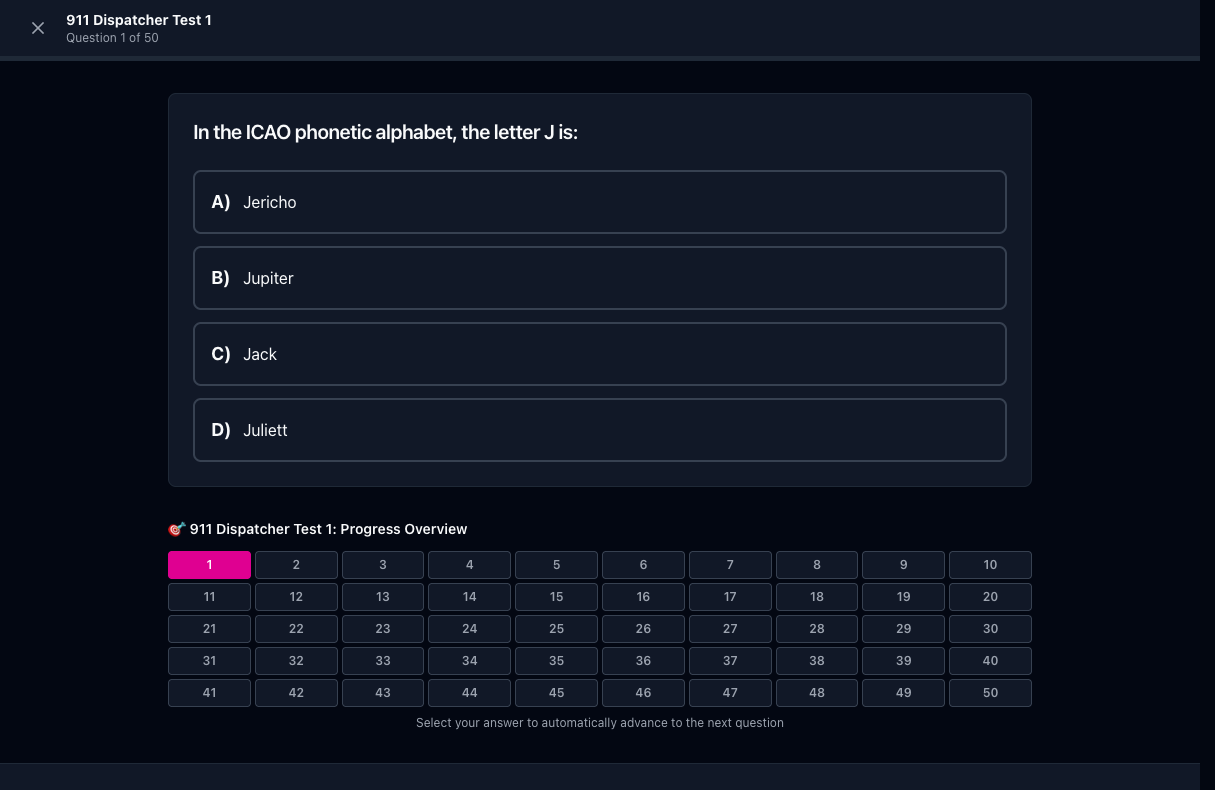 911 Dispatcher Test 1
Question 1 of 50
In the ICAO phonetic alphabet, the letter J is:
A) Jericho
B) Jupiter
C) Jack
D) Juliett
🎯 911 Dispatcher Test 1: Progress Overview
1 2 3 4 5 6 7 8 9 10
11 12 13 14 15 16 17 18 19 20
21 22 23 24 25 26 27 28 29 30
31 32 33 34 35 36 37 38 39 40
41 42 43 44 45 46 47 48 49 50
Select your answer to automatically advance to the next question